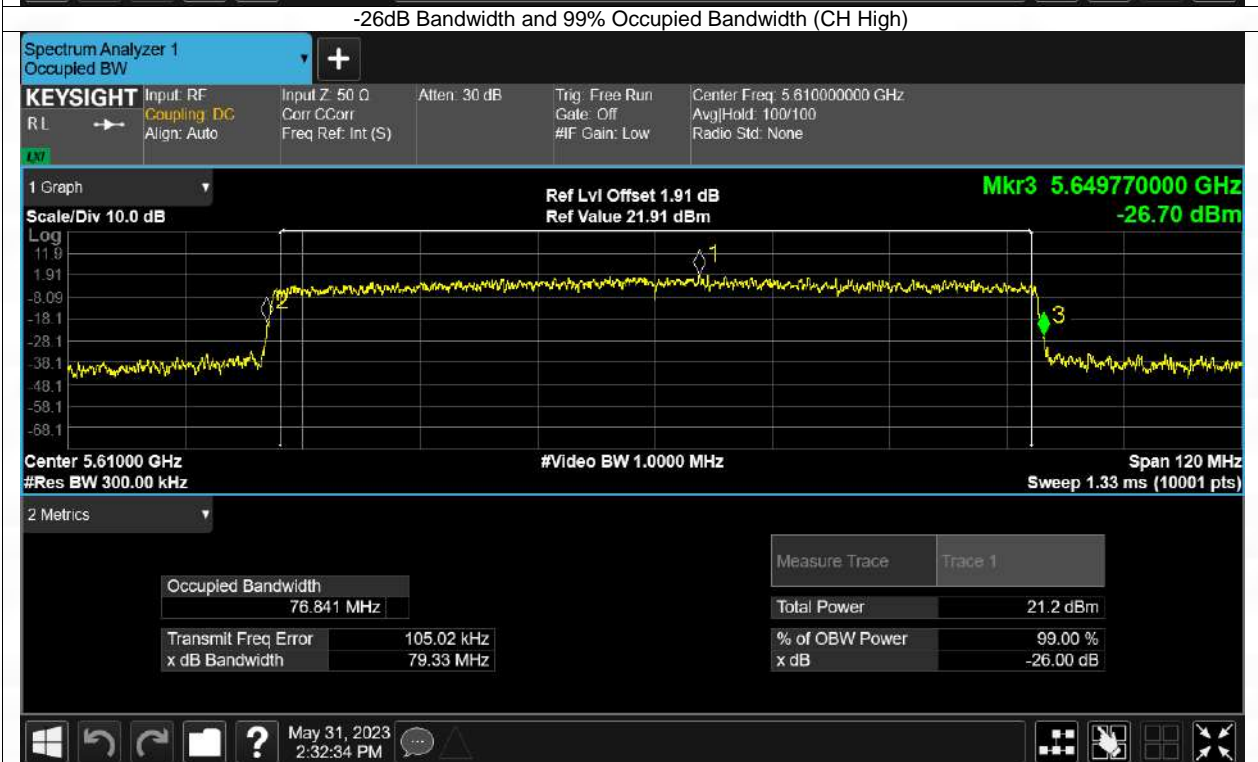 -26dB Bandwidth and 99% Occupied Bandwidth (CH High)
Spectrum Analyzer 1
Occupied BW
+
KEYSIGHT Input: RF Input Z: 50 Ω Atten: 30 dB Trig: Free Run Center Freq: 5.610000000 GHz
RL Coupling: DC Corr CCorr Gate: Off Avg|Hold: 100/100
Align: Auto Freq Ref: Int (S) #IF Gain: Low Radio Std: None
LXI
1 Graph Ref Lvl Offset 1.91 dB Mkr3 5.649770000 GHz
Scale/Div 10.0 dB Ref Value 21.91 dBm -26.70 dBm
Log
11.9
1
1.91
-8.09
2
-18.1
3
-28.1
-38.1
-48.1
-58.1
-68.1
Center 5.61000 GHz #Video BW 1.0000 MHz Span 120 MHz
#Res BW 300.00 kHz Sweep 1.33 ms (10001 pts)
2 Metrics
Measure Trace Trace 1
Occupied Bandwidth
76.841 MHz Total Power 21.2 dBm
Transmit Freq Error 105.02 kHz % of OBW Power 99.00 %
x dB Bandwidth 79.33 MHz x dB -26.00 dB
? May 31, 2023
2:32:34 PM